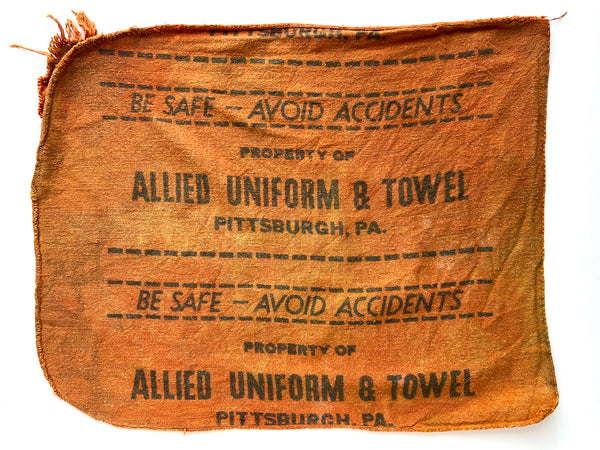 PITTSBURGH, PA.
BE SAFE – AVOID ACCIDENTS
PROPERTY OF
ALLIED UNIFORM & TOWEL
PITTSBURGH, PA.
BE SAFE – AVOID ACCIDENTS
PROPERTY OF
ALLIED UNIFORM & TOWEL
PITTSBURGH, PA.